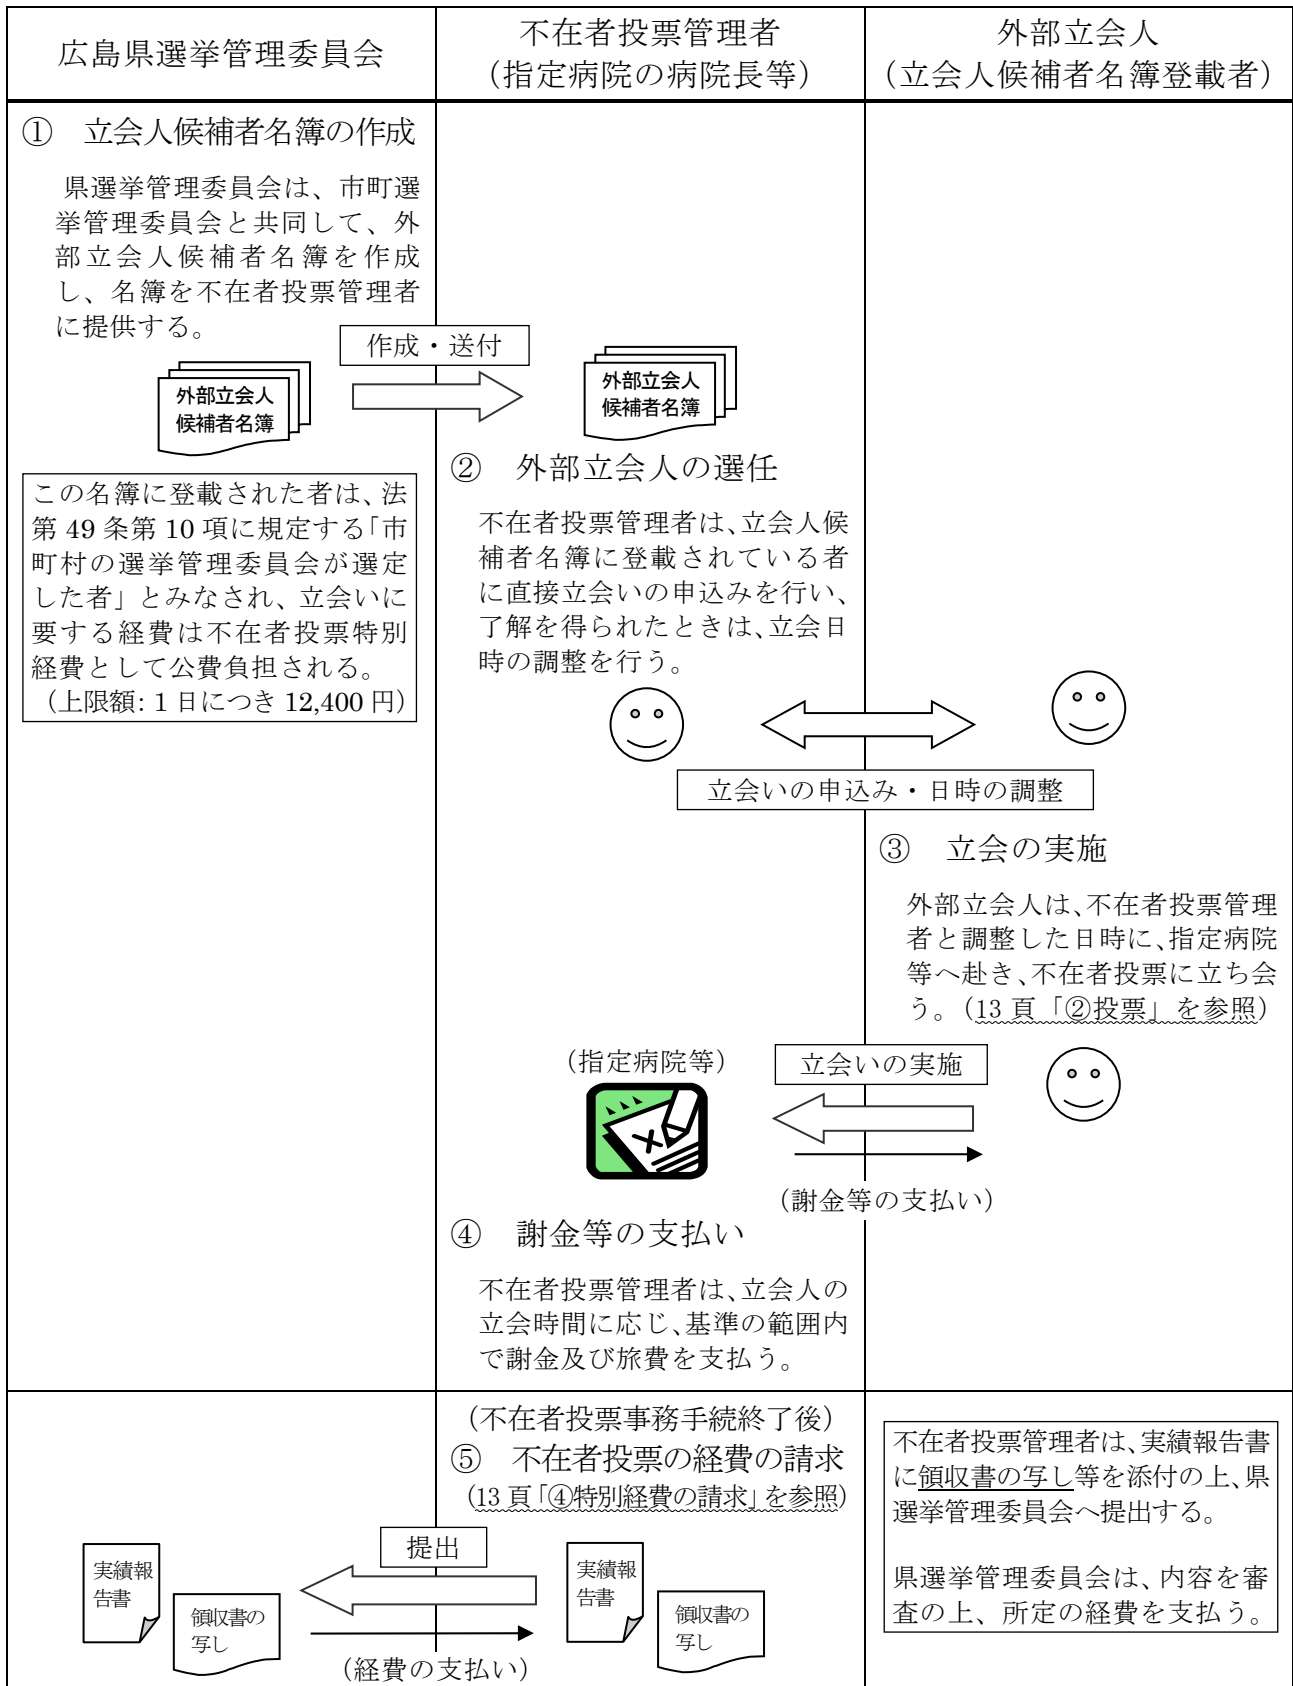 広島県選挙管理委員会
不在者投票管理者
（指定病院の病院長等）
外部立会人
（立会人候補者名簿登載者）
① 立会人候補者名簿の作成
県選挙管理委員会は、市町選
挙管理委員会と共同して、外
部立会人候補者名簿を作成
し、名簿を不在者投票管理者
に提供する。
作成・送付
外部立会人
候補者名簿
外部立会人
候補者名簿
この名簿に登載された者は、法
第 49 条第 10 項に規定する「市
町村の選挙管理委員会が選定
した者」とみなされ、立会いに
要する経費は不在者投票特別
経費として公費負担される。
（上限額：1 日につき 12,400 円）
② 外部立会人の選任
不在者投票管理者は、立会人候
補者名簿に登載されている者
に直接立会いの申込みを行い、
了解を得られたときは、立会日
時の調整を行う。
立会いの申込み・日時の調整
③ 立会の実施
外部立会人は、不在者投票管理
者と調整した日時に、指定病院
等へ赴き、不在者投票に立ち会
う。（13 頁「②投票」を参照）
（指定病院等）
立会いの実施
（謝金等の支払い）
④ 謝金等の支払い
不在者投票管理者は、立会人の
立会時間に応じ、基準の範囲内
で謝金及び旅費を支払う。
（不在者投票事務手続終了後）
⑤ 不在者投票の経費の請求
（13 頁「④特別経費の請求」を参照）
提出
実績報
告書
領収書の
写し
実績報
告書
領収書の
写し
（経費の支払い）
不在者投票管理者は、実績報告書
に領収書の写し等を添付の上、県
選挙管理委員会へ提出する。
県選挙管理委員会は、内容を審
査の上、所定の経費を支払う。